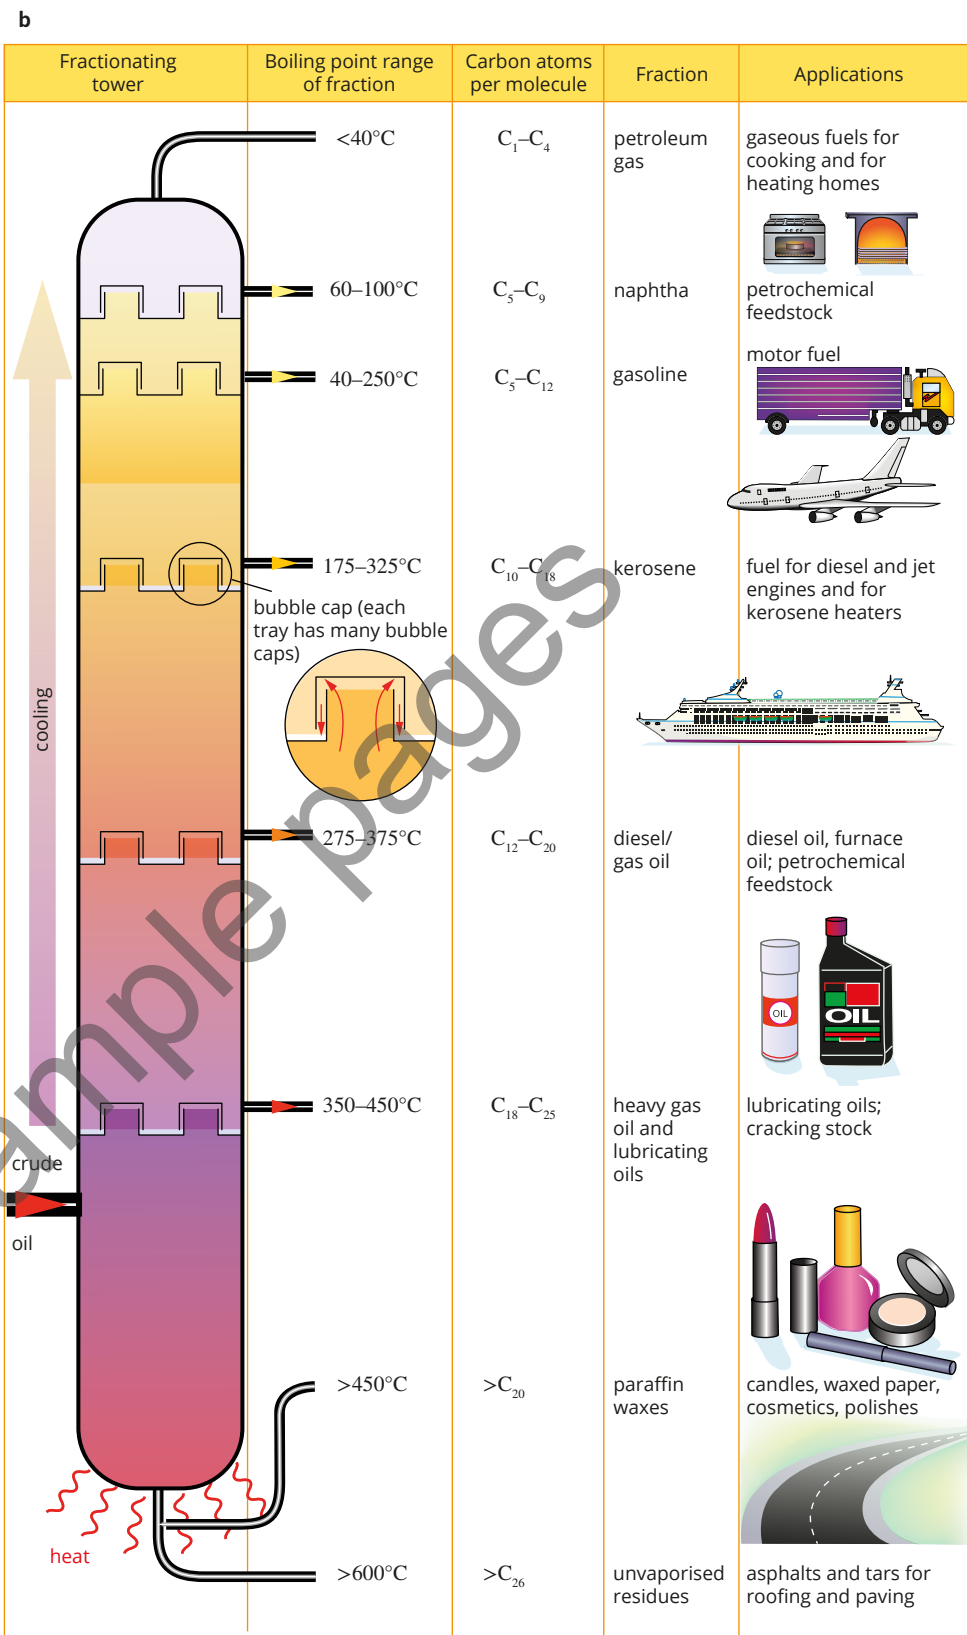 b
Fractionating
tower
Boiling point range
of fraction
Carbon atoms
per molecule
Fraction
Applications
<40°C
C1–C4
petroleum
gas
gaseous fuels for
cooking and for
heating homes
60–100°C
C5–C9
naphtha
petrochemical
feedstock
40–250°C
C5–C12
gasoline
motor fuel
175–325°C
C10–C18
kerosene
fuel for diesel and jet
engines and for
kerosene heaters
bubble cap (each
tray has many bubble
caps)
cooling
275–375°C
C12–C20
diesel/
gas oil
diesel oil, furnace
oil; petrochemical
feedstock
OIL
OIL
350–450°C
C18–C25
heavy gas
oil and
lubricating
oils
lubricating oils;
cracking stock
crude
oil
>450°C
>C20
paraffin
waxes
candles, waxed paper,
cosmetics, polishes
heat
>600°C
>C26
unvaporised
residues
asphalts and tars for
roofing and paving
ample pages